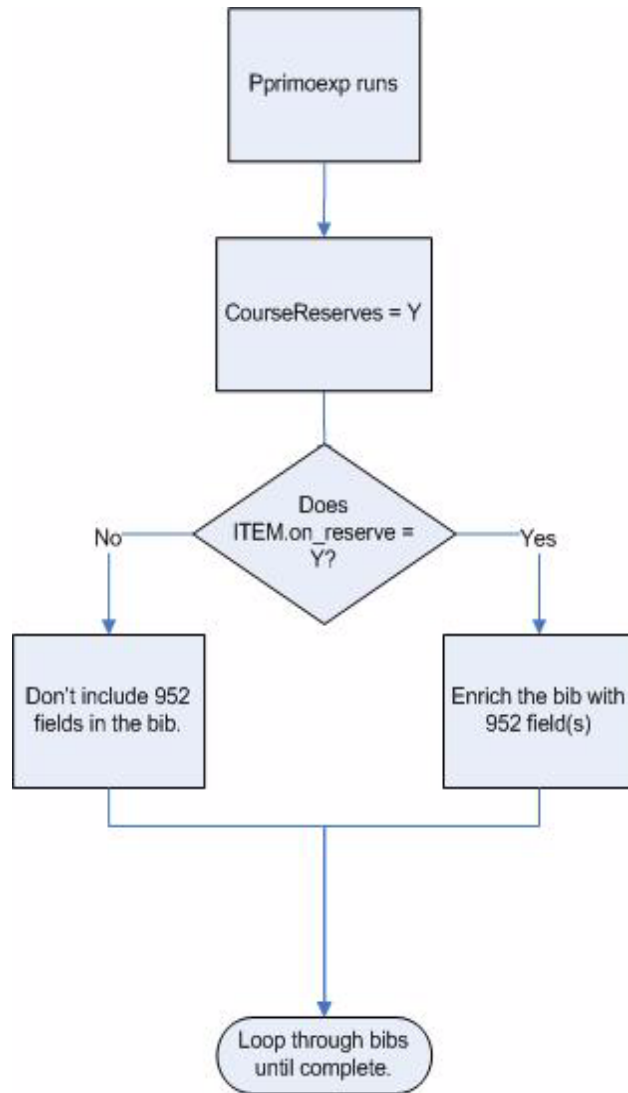 Pprimoexp runs
CourseReserves = Y
Does
ITEM.on_reserve =
Y?
No
Yes
Don't include 952
fields in the bib.
Enrich the bib with
952 field(s)
Loop through bibs
until complete.